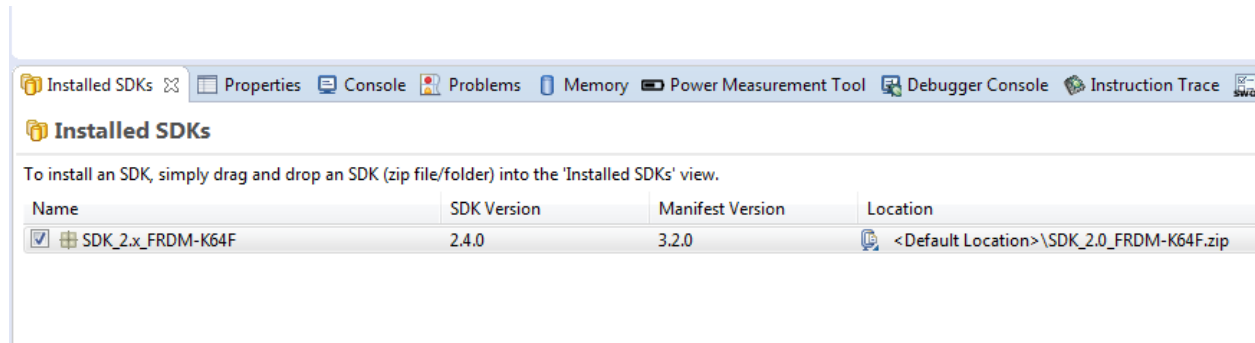 Installed SDKs Properties Console Problems Memory Power Measurement Tool Debugger Console Instruction Trace
Installed SDKs
To install an SDK, simply drag and drop an SDK (zip file/folder) into the 'Installed SDKs' view.
Name SDK Version Manifest Version Location
SDK_2.x_FRDM-K64F 2.4.0 3.2.0 <Default Location>\SDK_2.0_FRDM-K64F.zip